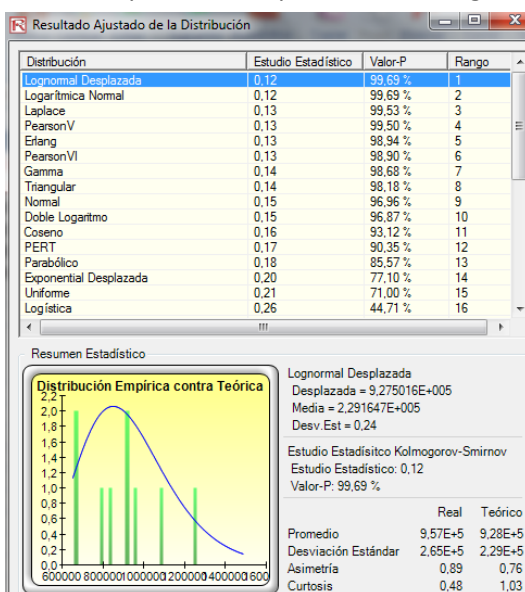 Resultado Ajustado de la Distribución
Distribución Estudio Estadístico Valor-P Rango
Lognormal Desplazada 0,12 99,69 % 1
Logarítmica Normal 0,12 99,69 % 2
Laplace 0,13 99,53 % 3
PearsonV 0,13 99,50 % 4
Erlang 0,13 98,94 % 5
PearsonVI 0,13 98,90 % 6
Gamma 0,14 98,68 % 7
Triangular 0,14 98,18 % 8
Normal 0,15 96,96 % 9
Doble Logaritmo 0,15 96,87 % 10
Coseno 0,16 93,12 % 11
PERT 0,17 90,35 % 12
Parabólico 0,18 85,57 % 13
Exponential Desplazada 0,20 77,10 % 14
Uniforme 0,21 71,00 % 15
Logística 0,26 44,71 % 16
Resumen Estadístico
Distribución Empírica contra Teórica
2,2
2,0
1,8
1,6
1,4
1,2
1,0
0,8
0,6
0,4
0,2
0,0
600000 800000 1000000 1200000 1400000 1600
Lognormal Desplazada
Desplazada = 9,275016E+005
Media = 2,291647E+005
Desv.Est = 0,24
Estudio Estadísitco Kolmogorov-Smirnov
Estudio Estadístico: 0,12
Valor-P: 99,69 %
Real Teórico
Promedio 9,57E+5 9,28E+5
Desviación Estándar 2,65E+5 2,29E+5
Asimetría 0,89 0,76
Curtosis 0,48 1,03